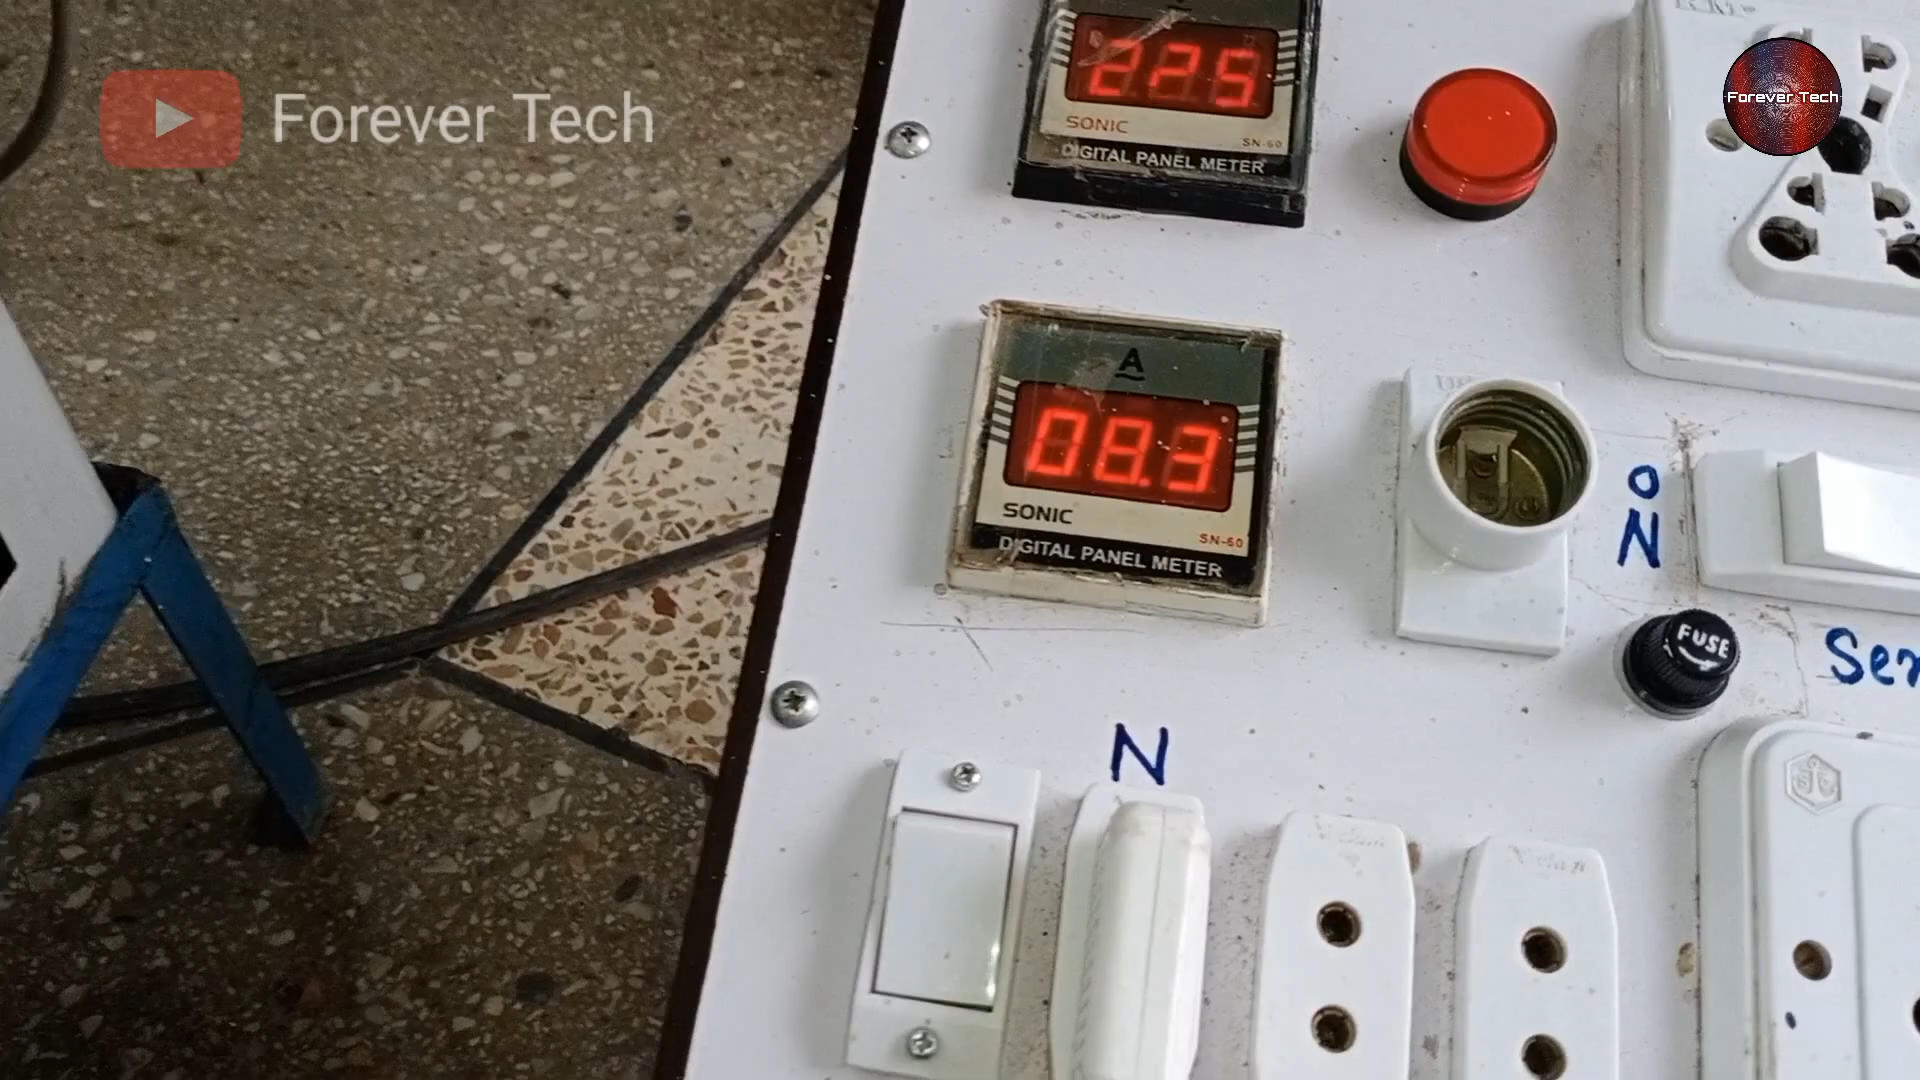 Forever Tech
Forever Tech
225
SONIC
SN-60
DIGITAL PANEL METER
A
08.3
SONIC
SN-60
DIGITAL PANEL METER
ON
FUSE
N